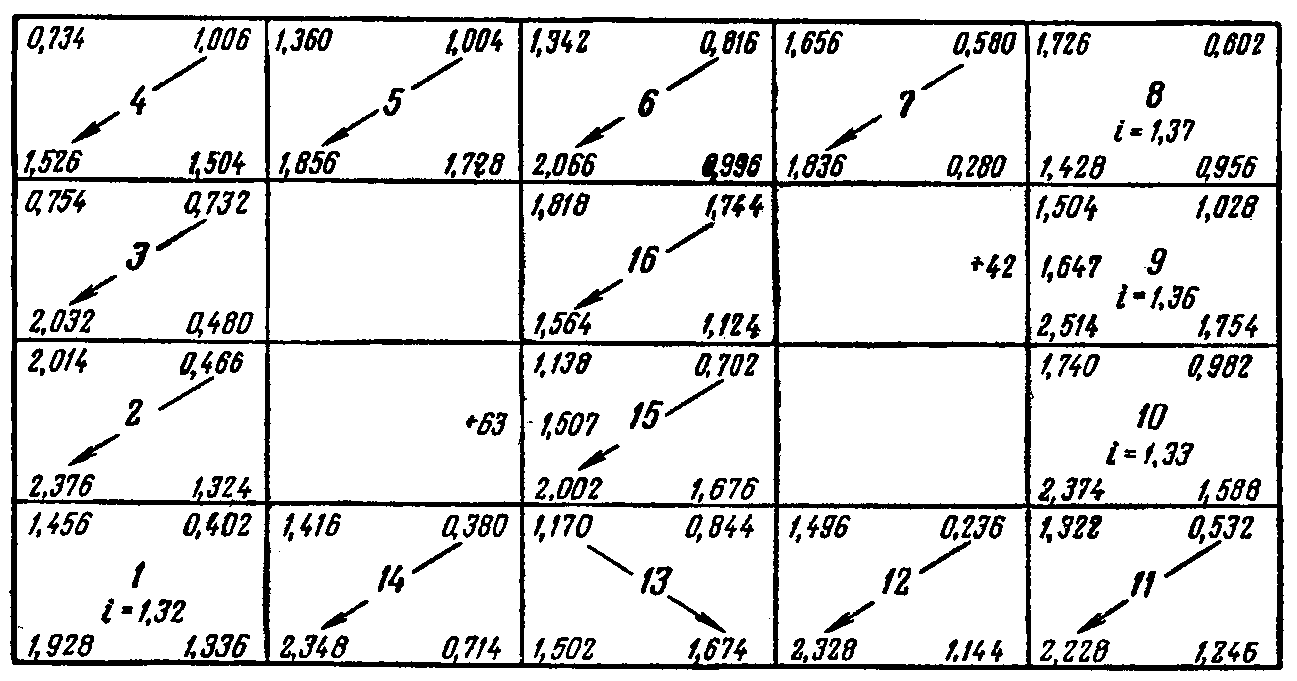 0,734 1,006 1,360 1,004 1,342 0,816 1,656 0,580 1,726 0,602
4 5 6 7 8
i = 1,37
1,526 1,504 1,856 1,728 2,066 0,996 1,836 0,280 1,428 0,956
0,754 0,732 1,818 1,744 1,504 1,028
3 16 +42 1,647 9
i = 1,36
2,032 0,480 1,564 1,124 2,514 1,754
2,014 0,466 1,138 0,702 1,740 0,982
2 +63 1,507 15 10
i = 1,33
2,376 1,324 2,002 1,676 2,374 1,588
1,456 0,402 1,416 0,380 1,170 0,844 1,496 0,236 1,322 0,532
1 14 13 12 11
i = 1,32
1,928 1,336 2,348 0,714 1,502 1,674 2,328 1.144 2,228 1,246